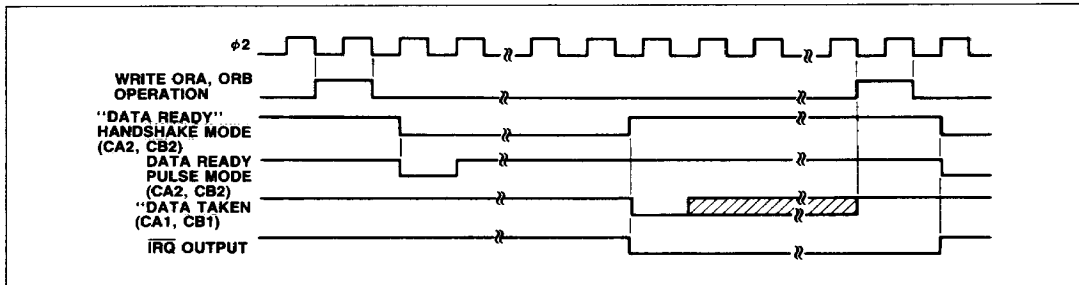 φ2
WRITE ORA, ORB
OPERATION
"DATA READY"
HANDSHAKE MODE
(CA2, CB2)
DATA READY
PULSE MODE
(CA2, CB2)
"DATA TAKEN
(CA1, CB1)
IRQ OUTPUT